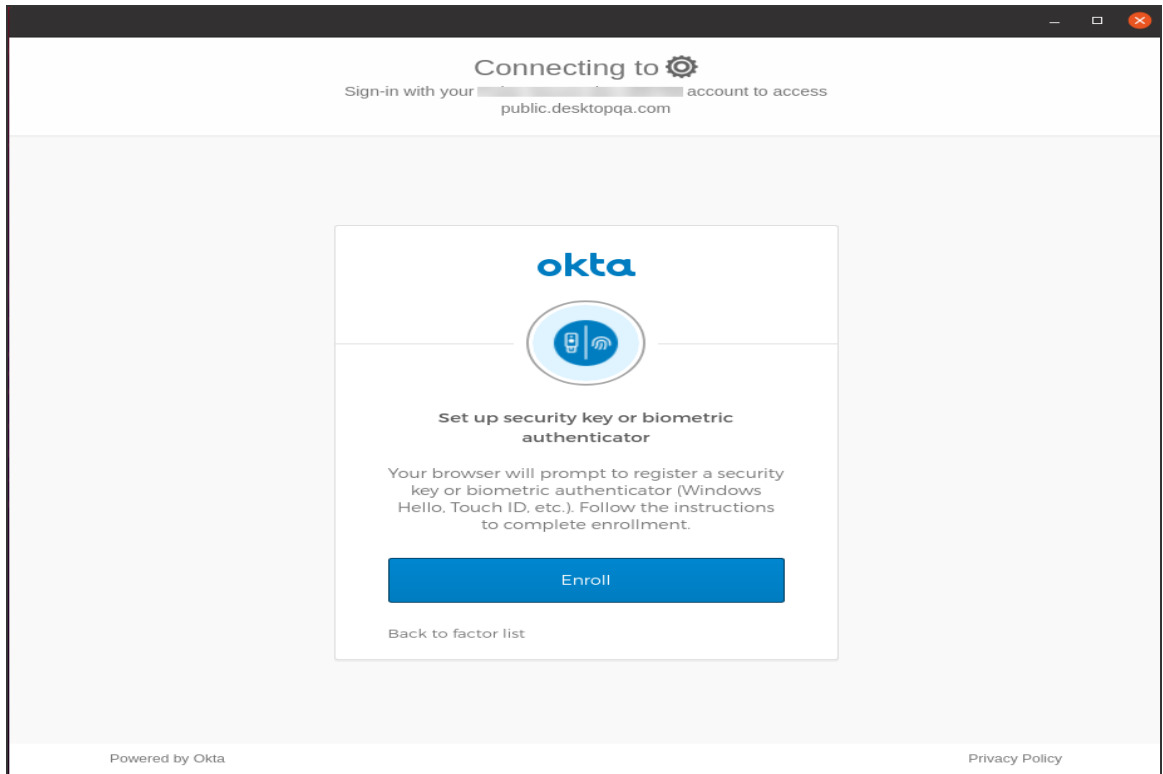 Connecting to
Sign-in with your account to access
public.desktopqa.com
okta
Set up security key or biometric
authenticator
Your browser will prompt to register a security
key or biometric authenticator (Windows
Hello, Touch ID, etc.). Follow the instructions
to complete enrollment.
Enroll
Back to factor list
Powered by Okta
Privacy Policy